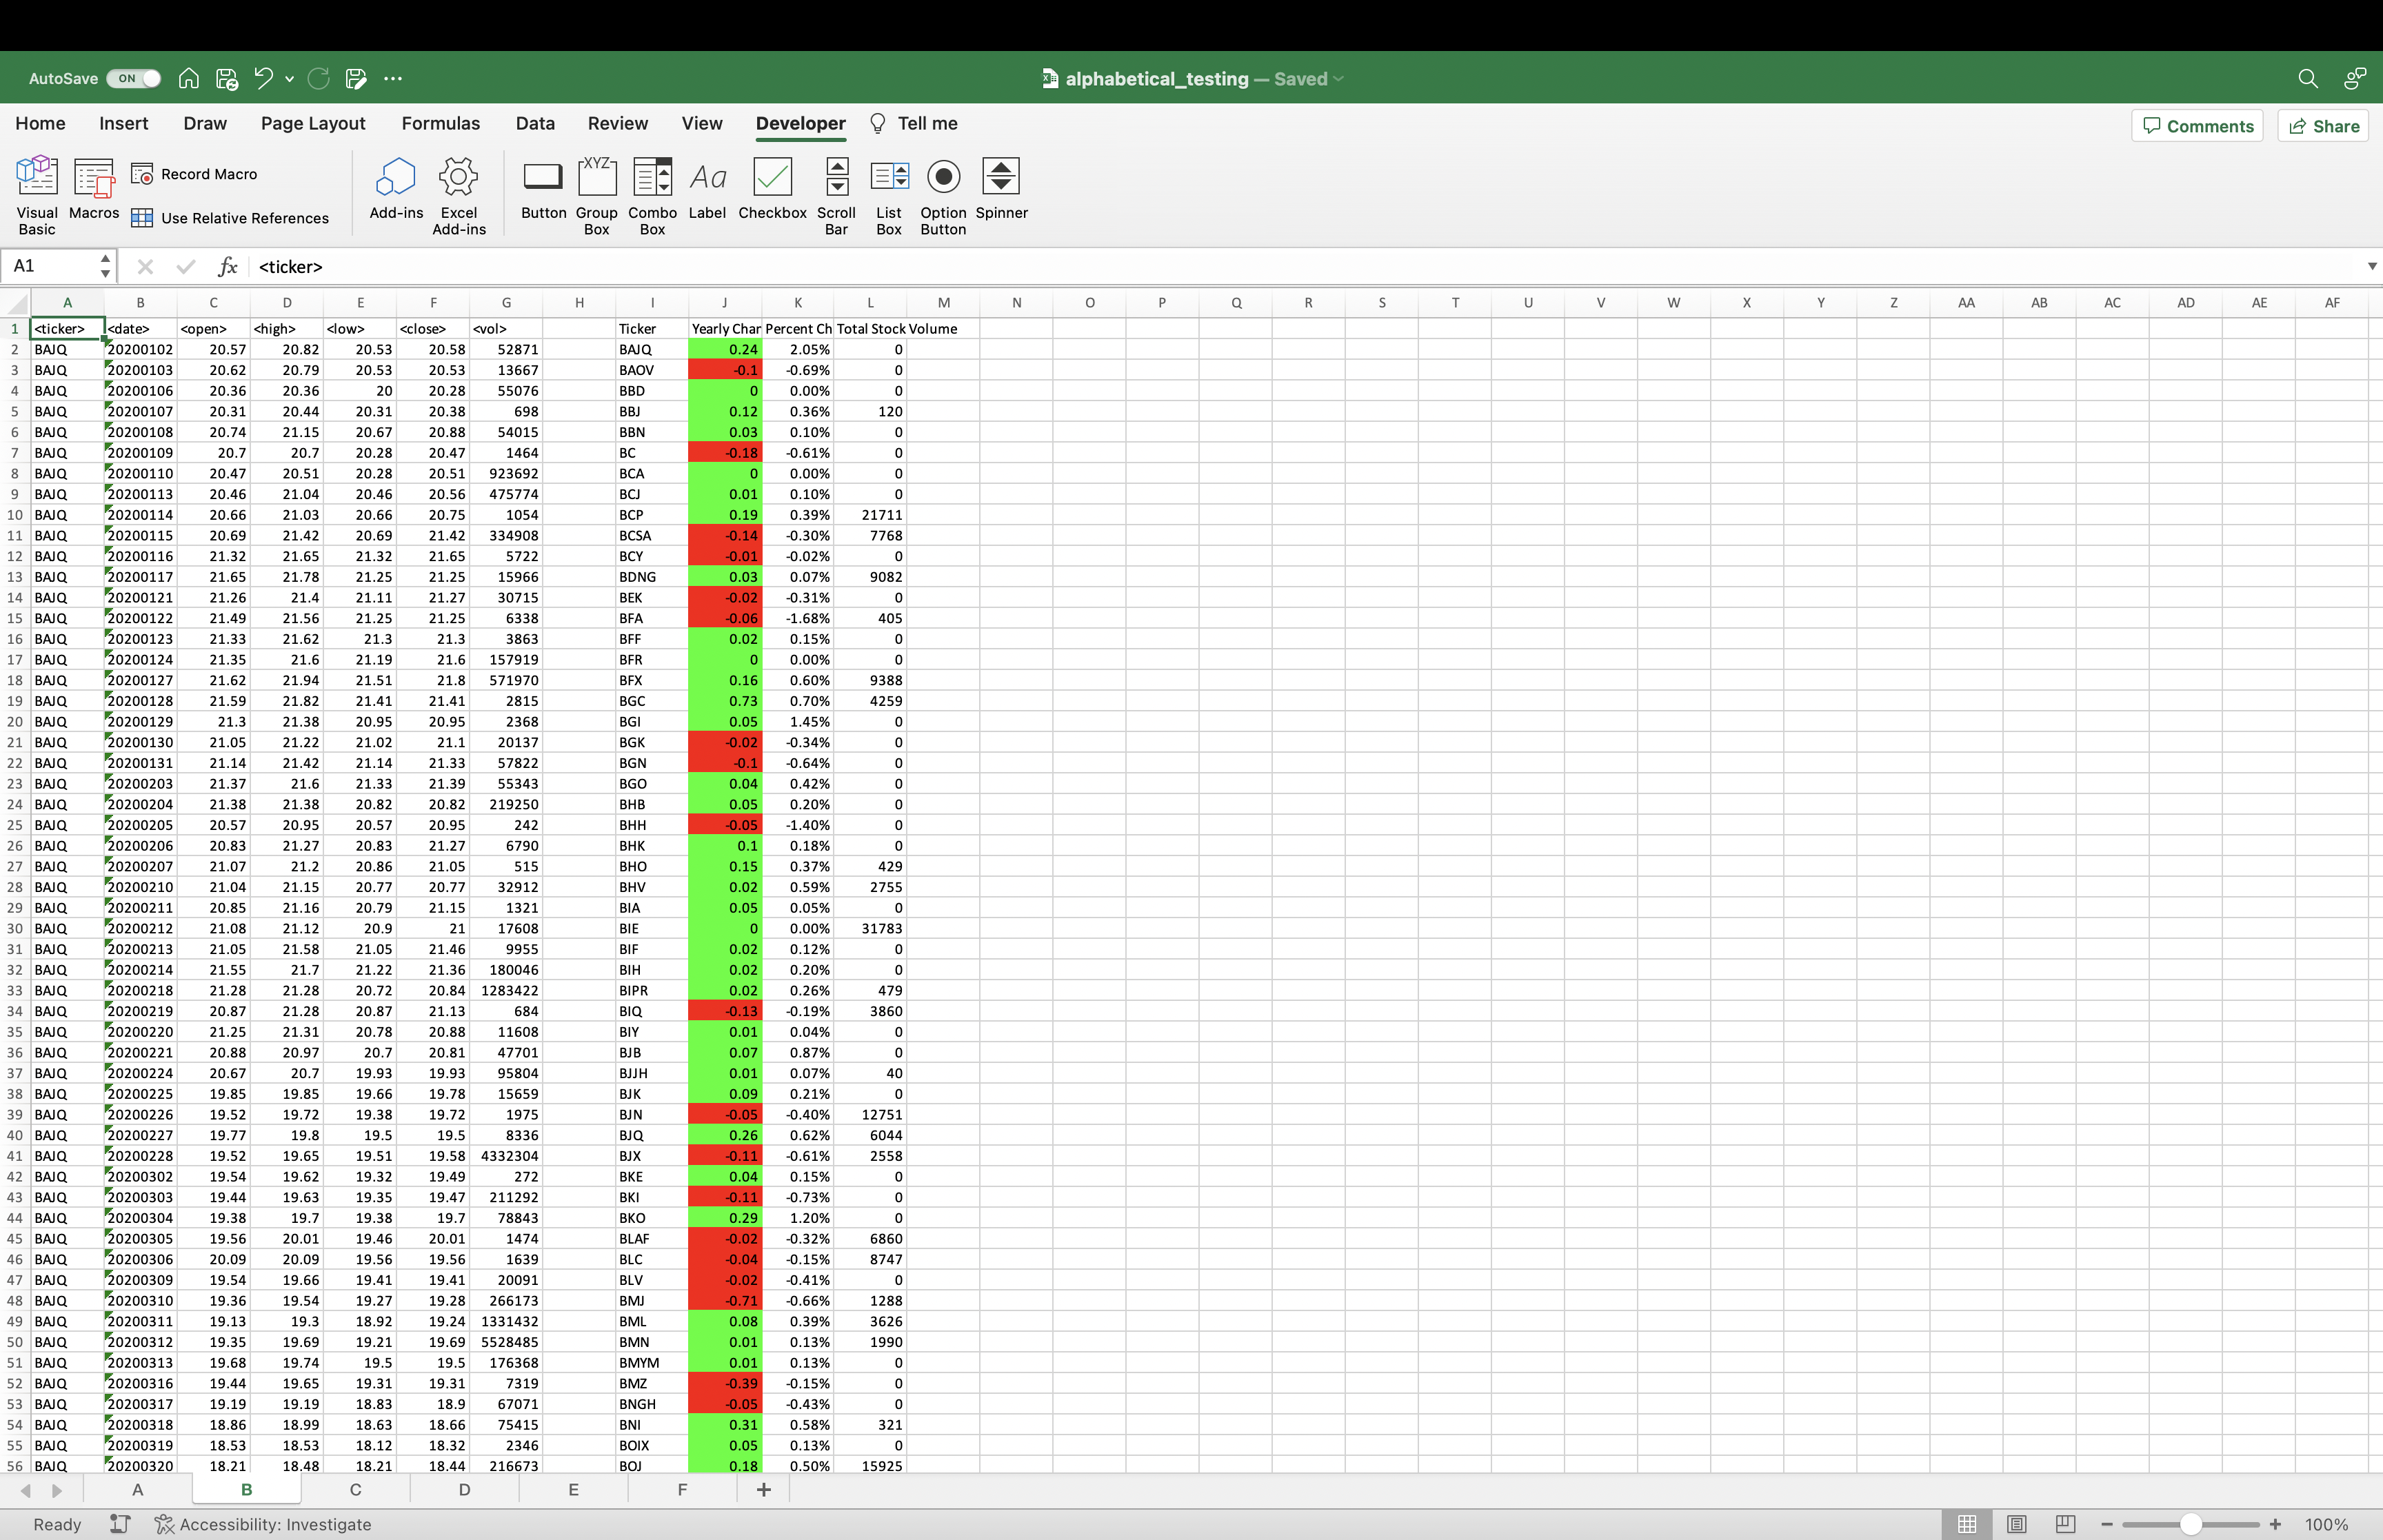 AutoSave ON alphabetical_testing — Saved
Home Insert Draw Page Layout Formulas Data Review View Developer Tell me Comments Share
Visual Basic Macros Record Macro Use Relative References Add-ins Excel Add-ins Button XYZ Group Box Combo Box Aa Label Checkbox Scroll Bar List Box Option Button Spinner
A1 fx <ticker>
A B C D E F G H I J K L M N O P Q R S T U V W X Y Z AA AB AC AD AE AF
1 <ticker> <date> <open> <high> <low> <close> <vol> Ticker Yearly Char Percent Ch Total Stock Volume
2 BAJQ 20200102 20.57 20.82 20.53 20.58 52871 BAJQ 0.24 2.05% 0
3 BAJQ 20200103 20.62 20.79 20.53 20.53 13667 BAOV -0.1 -0.69% 0
4 BAJQ 20200106 20.36 20.36 20 20.28 55076 BBD 0 0.00% 0
5 BAJQ 20200107 20.31 20.44 20.31 20.38 698 BBJ 0.12 0.36% 120
6 BAJQ 20200108 20.74 21.15 20.67 20.88 54015 BBN 0.03 0.10% 0
7 BAJQ 20200109 20.7 20.7 20.28 20.47 1464 BC -0.18 -0.61% 0
8 BAJQ 20200110 20.47 20.51 20.28 20.51 923692 BCA 0 0.00% 0
9 BAJQ 20200113 20.46 21.04 20.46 20.56 475774 BCJ 0.01 0.10% 0
10 BAJQ 20200114 20.66 21.03 20.66 20.75 1054 BCP 0.19 0.39% 21711
11 BAJQ 20200115 20.69 21.42 20.69 21.42 334908 BCSA -0.14 -0.30% 7768
12 BAJQ 20200116 21.32 21.65 21.32 21.65 5722 BCY -0.01 -0.02% 0
13 BAJQ 20200117 21.65 21.78 21.25 21.25 15966 BDNG 0.03 0.07% 9082
14 BAJQ 20200121 21.26 21.4 21.11 21.27 30715 BEK -0.02 -0.31% 0
15 BAJQ 20200122 21.49 21.56 21.25 21.25 6338 BFA -0.06 -1.68% 405
16 BAJQ 20200123 21.33 21.62 21.3 21.3 3863 BFF 0.02 0.15% 0
17 BAJQ 20200124 21.35 21.6 21.19 21.6 157919 BFR 0 0.00% 0
18 BAJQ 20200127 21.62 21.94 21.51 21.8 571970 BFX 0.16 0.60% 9388
19 BAJQ 20200128 21.59 21.82 21.41 21.41 2815 BGC 0.73 0.70% 4259
20 BAJQ 20200129 21.3 21.38 20.95 20.95 2368 BGI 0.05 1.45% 0
21 BAJQ 20200130 21.05 21.22 21.02 21.1 20137 BGK -0.02 -0.34% 0
22 BAJQ 20200131 21.14 21.42 21.14 21.33 57822 BGN -0.1 -0.64% 0
23 BAJQ 20200203 21.37 21.6 21.33 21.39 55343 BGO 0.04 0.42% 0
24 BAJQ 20200204 21.38 21.38 20.82 20.82 219250 BHB 0.05 0.20% 0
25 BAJQ 20200205 20.57 20.95 20.57 20.95 242 BHH -0.05 -1.40% 0
26 BAJQ 20200206 20.83 21.27 20.83 21.27 6790 BHK 0.1 0.18% 0
27 BAJQ 20200207 21.07 21.2 20.86 21.05 515 BHO 0.15 0.37% 429
28 BAJQ 20200210 21.04 21.15 20.77 20.77 32912 BHV 0.02 0.59% 2755
29 BAJQ 20200211 20.85 21.16 20.79 21.15 1321 BIA 0.05 0.05% 0
30 BAJQ 20200212 21.08 21.12 20.9 21 17608 BIE 0 0.00% 31783
31 BAJQ 20200213 21.05 21.58 21.05 21.46 9955 BIF 0.02 0.12% 0
32 BAJQ 20200214 21.55 21.7 21.22 21.36 180046 BIH 0.02 0.20% 0
33 BAJQ 20200218 21.28 21.28 20.72 20.84 1283422 BIPR 0.02 0.26% 479
34 BAJQ 20200219 20.87 21.28 20.87 21.13 684 BIQ -0.13 -0.19% 3860
35 BAJQ 20200220 21.25 21.31 20.78 20.88 11608 BIY 0.01 0.04% 0
36 BAJQ 20200221 20.88 20.97 20.7 20.81 47701 BJB 0.07 0.87% 0
37 BAJQ 20200224 20.67 20.7 19.93 19.93 95804 BJJH 0.01 0.07% 40
38 BAJQ 20200225 19.85 19.85 19.66 19.78 15659 BJK 0.09 0.21% 0
39 BAJQ 20200226 19.52 19.72 19.38 19.72 1975 BJN -0.05 -0.40% 12751
40 BAJQ 20200227 19.77 19.8 19.5 19.5 8336 BJQ 0.26 0.62% 6044
41 BAJQ 20200228 19.52 19.65 19.51 19.58 4332304 BJX -0.11 -0.61% 2558
42 BAJQ 20200302 19.54 19.62 19.32 19.49 272 BKE 0.04 0.15% 0
43 BAJQ 20200303 19.44 19.63 19.35 19.47 211292 BKI -0.11 -0.73% 0
44 BAJQ 20200304 19.38 19.7 19.38 19.7 78843 BKO 0.29 1.20% 0
45 BAJQ 20200305 19.56 20.01 19.46 20.01 1474 BLAF -0.02 -0.32% 6860
46 BAJQ 20200306 20.09 20.09 19.56 19.56 1639 BLC -0.04 -0.15% 8747
47 BAJQ 20200309 19.54 19.66 19.41 19.41 20091 BLV -0.02 -0.41% 0
48 BAJQ 20200310 19.36 19.54 19.27 19.28 266173 BMJ -0.71 -0.66% 1288
49 BAJQ 20200311 19.13 19.3 18.92 19.24 1331432 BML 0.08 0.39% 3626
50 BAJQ 20200312 19.35 19.69 19.21 19.69 5528485 BMN 0.01 0.13% 1990
51 BAJQ 20200313 19.68 19.74 19.5 19.5 176368 BMYM 0.01 0.13% 0
52 BAJQ 20200316 19.44 19.65 19.31 19.31 7319 BMZ -0.39 -0.15% 0
53 BAJQ 20200317 19.19 19.19 18.83 18.9 67071 BNGH -0.05 -0.43% 0
54 BAJQ 20200318 18.86 18.99 18.63 18.66 75415 BNI 0.31 0.58% 321
55 BAJQ 20200319 18.53 18.53 18.12 18.32 2346 BOIX 0.05 0.13% 0
56 BAJQ 20200320 18.21 18.48 18.21 18.44 216673 BOJ 0.18 0.50% 15925
A B C D E F +
Ready Accessibility: Investigate 100%